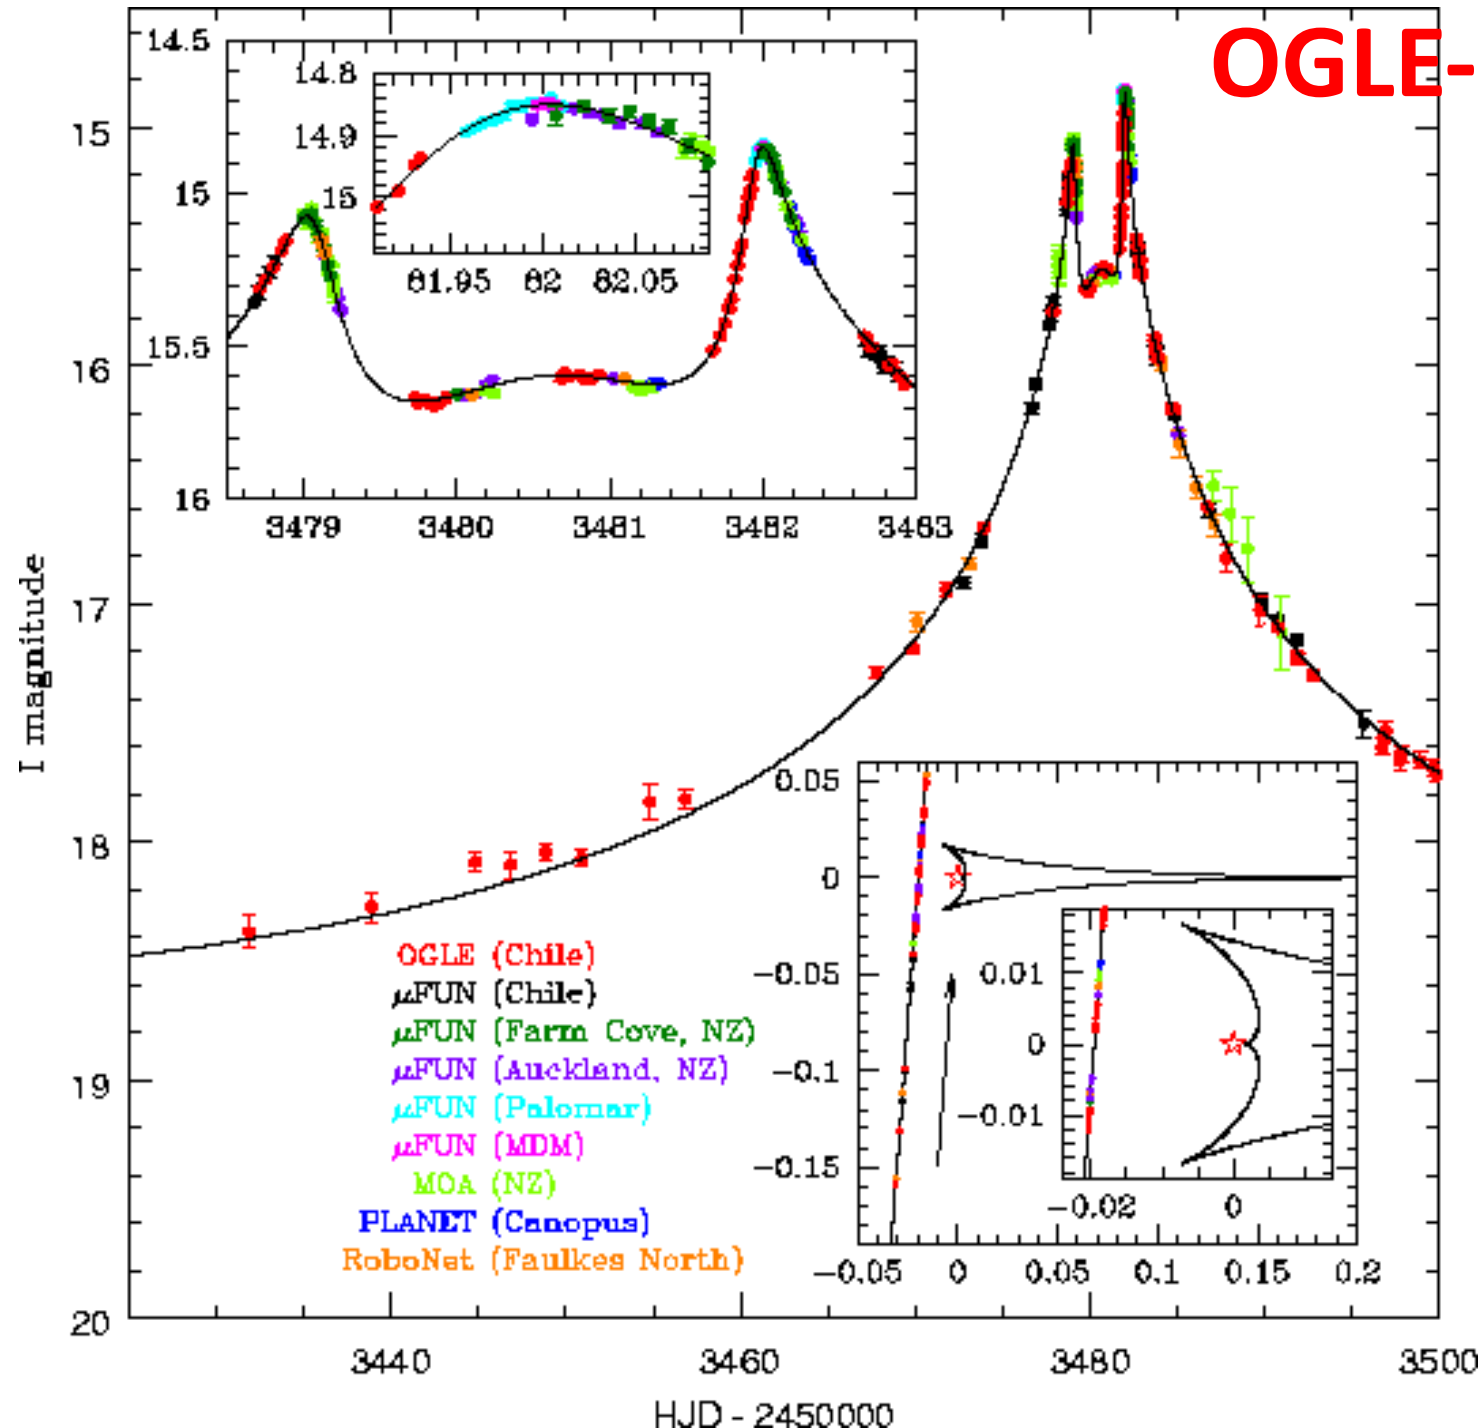 OGLE-
14.5
15
15.5
16
3479 3480 3481 3482 3483
14.8
14.9
15
81.95 82 82.05
15
16
17
18
19
20
I magnitude
OGLE (Chile)
μFUN (Chile)
μFUN (Farm Cove, NZ)
μFUN (Auckland, NZ)
μFUN (Palomar)
μFUN (MDM)
MOA (NZ)
PLANET (Canopus)
RoboNet (Faulkes North)
0.05
0
−0.05
−0.1
−0.15
−0.05 0 0.05 0.1 0.15 0.2
0.01
0
−0.01
−0.02 0
3440 3460 3480 3500
HJD - 2450000